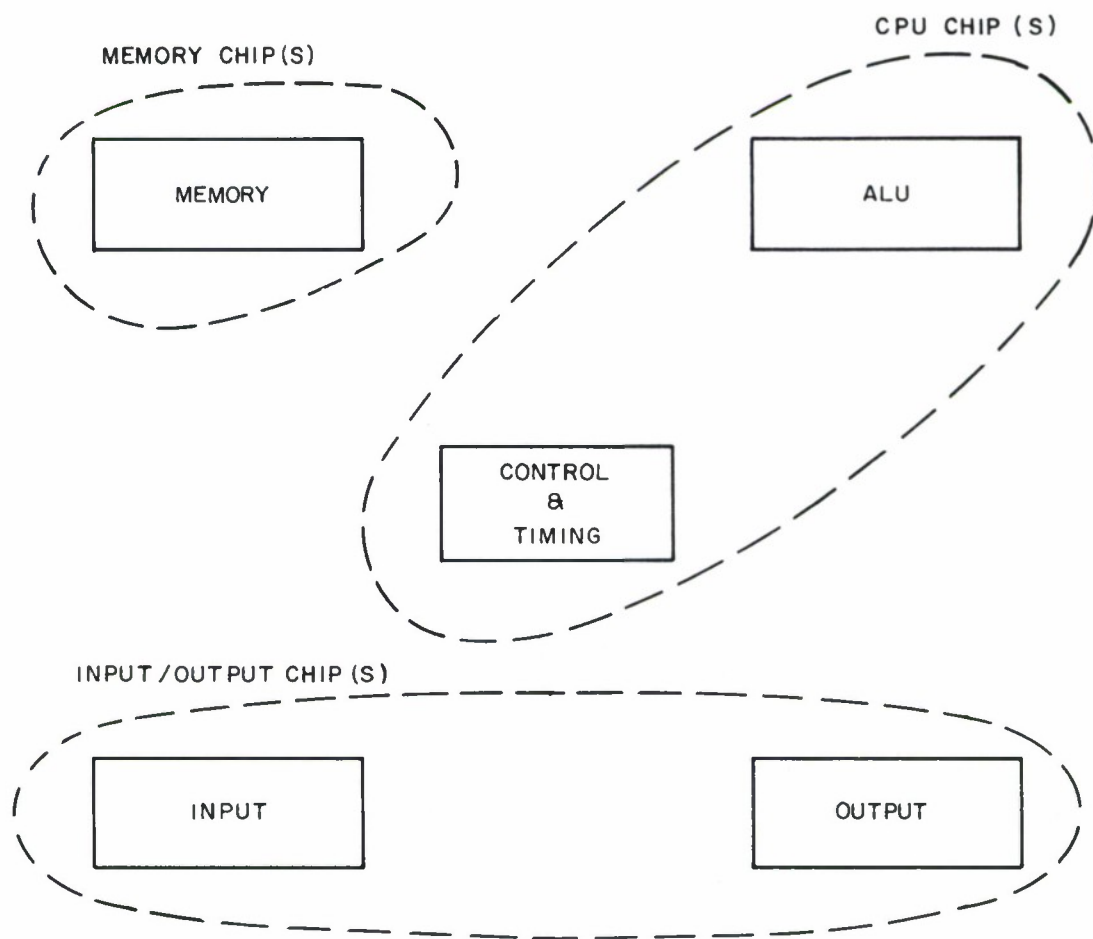 CPU CHIP (S)
MEMORY CHIP(S)
MEMORY
ALU
CONTROL
&
TIMING
INPUT/OUTPUT CHIP(S)
INPUT
OUTPUT